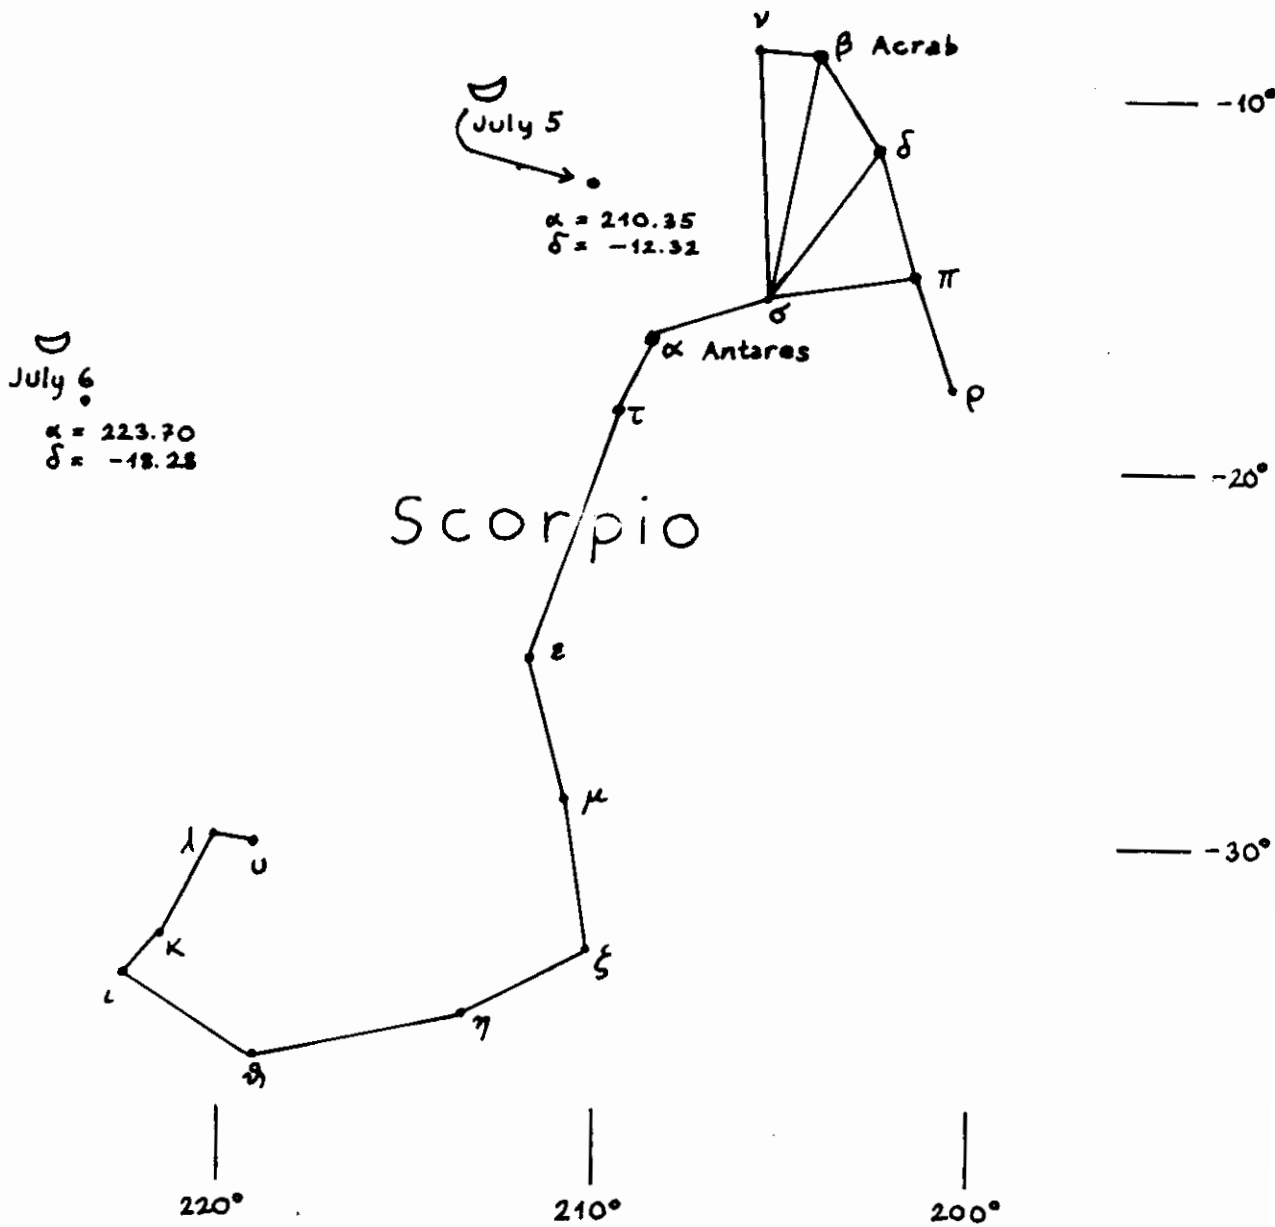 ν
β Acrab
-10°
July 5
δ
α = 210.35
δ = -12.32
π
σ
α Antares
July 6
ρ
τ
α = 223.70
δ = -18.28
-20°
Scorpio
ε
μ
λ
υ
-30°
κ
ξ
ι
η
ϑ
220°
210°
200°